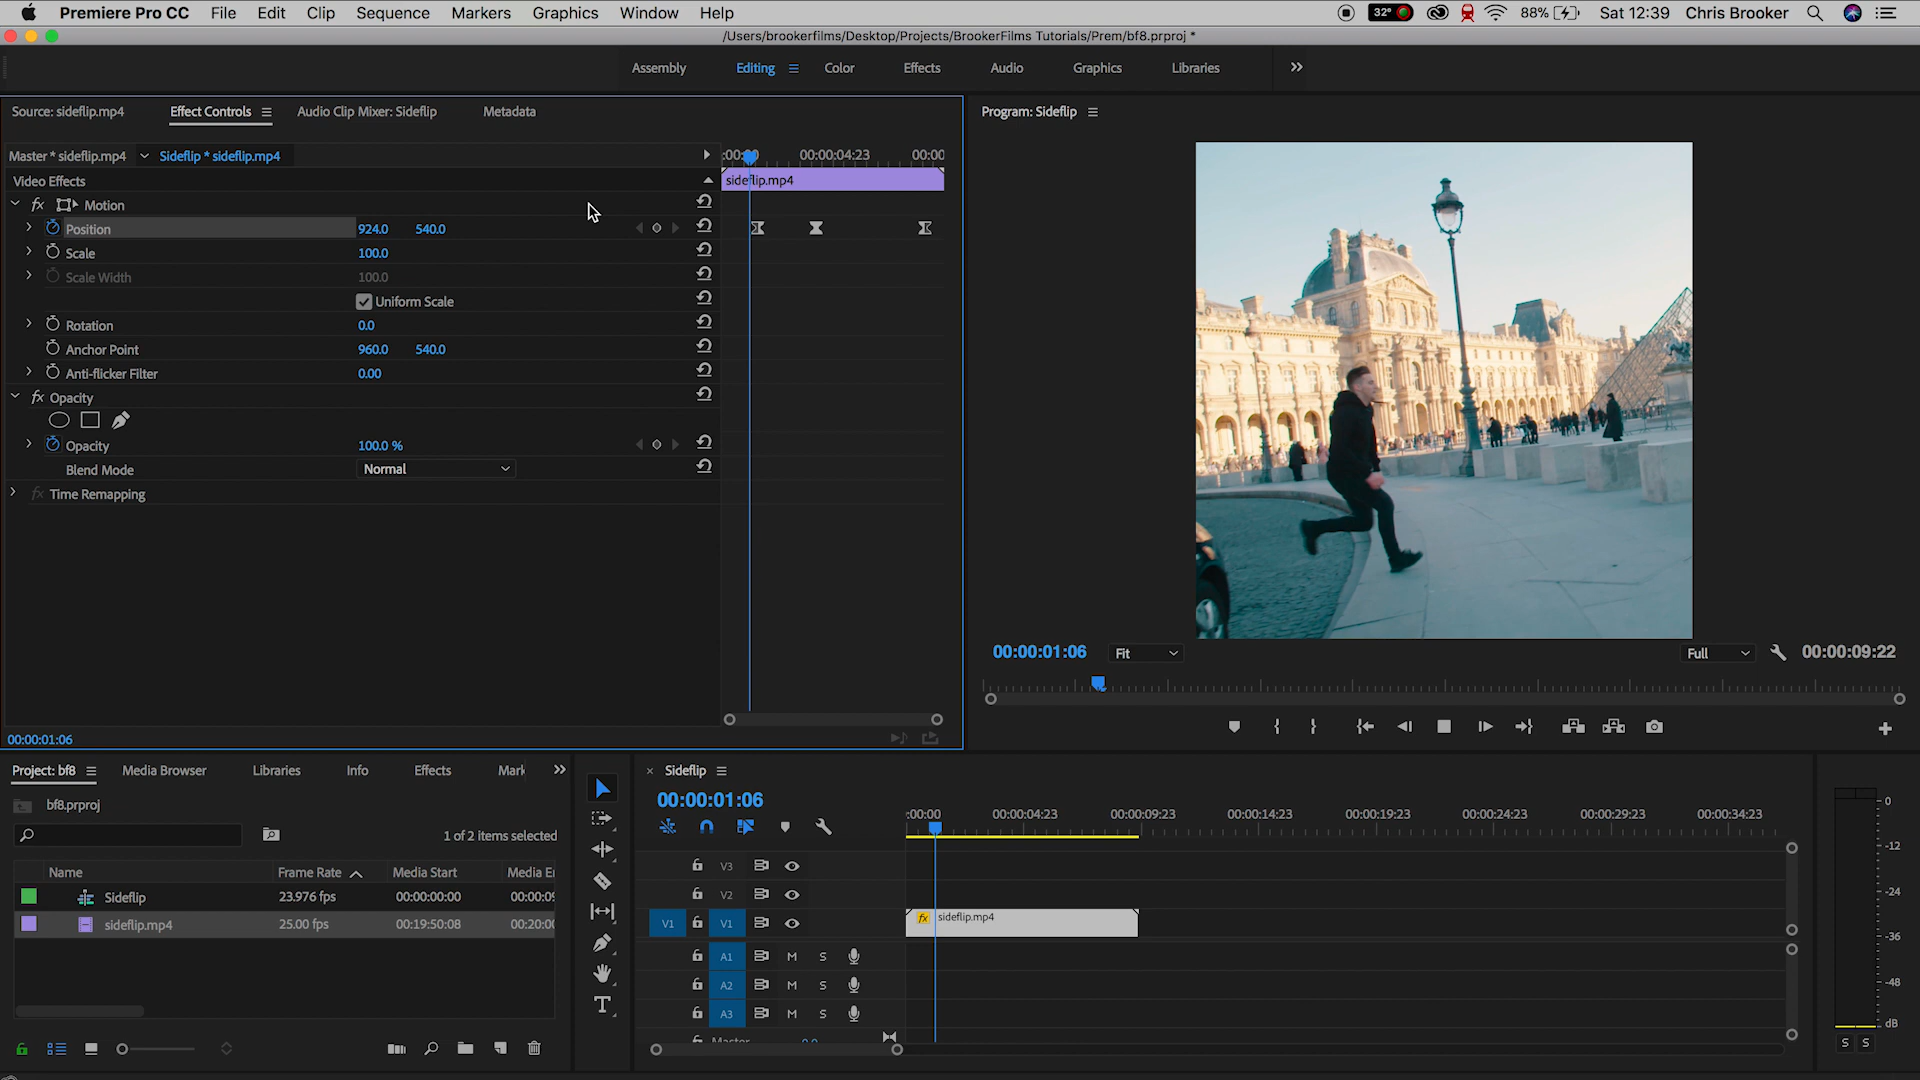 Premiere Pro CC File Edit Clip Sequence Markers Graphics Window Help 32° 88% Sat 12:39 Chris Brooker
/Users/brookerfilms/Desktop/Projects/BrookerFilms Tutorials/Prem/bf8.prproj *
Assembly Editing Color Effects Audio Graphics Libraries
Source: sideflip.mp4 Effect Controls Audio Clip Mixer: Sideflip Metadata
Program: Sideflip
Master * sideflip.mp4 Sideflip * sideflip.mp4
:00:00 00:00:04:23 00:00
Video Effects
sideflip.mp4
fx Motion
Position 924.0 540.0
Scale 100.0
Scale Width 100.0
Uniform Scale
Rotation 0.0
Anchor Point 960.0 540.0
Anti-flicker Filter 0.00
fx Opacity
Opacity 100.0 %
Blend Mode Normal
fx Time Remapping
00:00:01:06
00:00:01:06 Fit Full 00:00:09:22
Project: bf8 Media Browser Libraries Info Effects Mark
bf8.prproj
1 of 2 items selected
Name Frame Rate Media Start Media En
Sideflip 23.976 fps 00:00:00:00 00:00:09
sideflip.mp4 25.00 fps 00:19:50:08 00:20:00
× Sideflip
00:00:01:06
:00:00 00:00:04:23 00:00:09:23 00:00:14:23 00:00:19:23 00:00:24:23 00:00:29:23 00:00:34:23
V3
V2
V1 V1 fx sideflip.mp4
A1 M S
A2 M S
A3 M S
Master 0.0
0
-12
-24
-36
-48
dB
S S